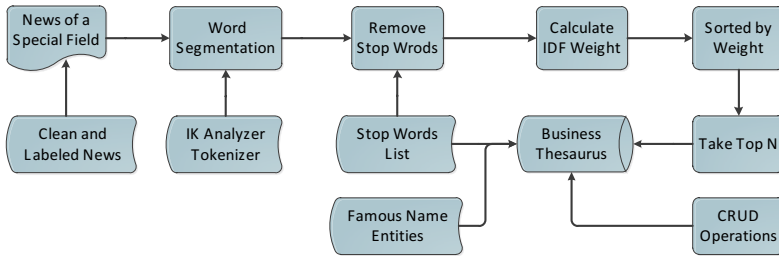 News of a
Special Field
Word
Segmentation
Remove
Stop Wrods
Calculate
IDF Weight
Sorted by
Weight
Clean and
Labeled News
IK Analyzer
Tokenizer
Stop Words
List
Business
Thesaurus
Take Top N
Famous Name
Entities
CRUD
Operations